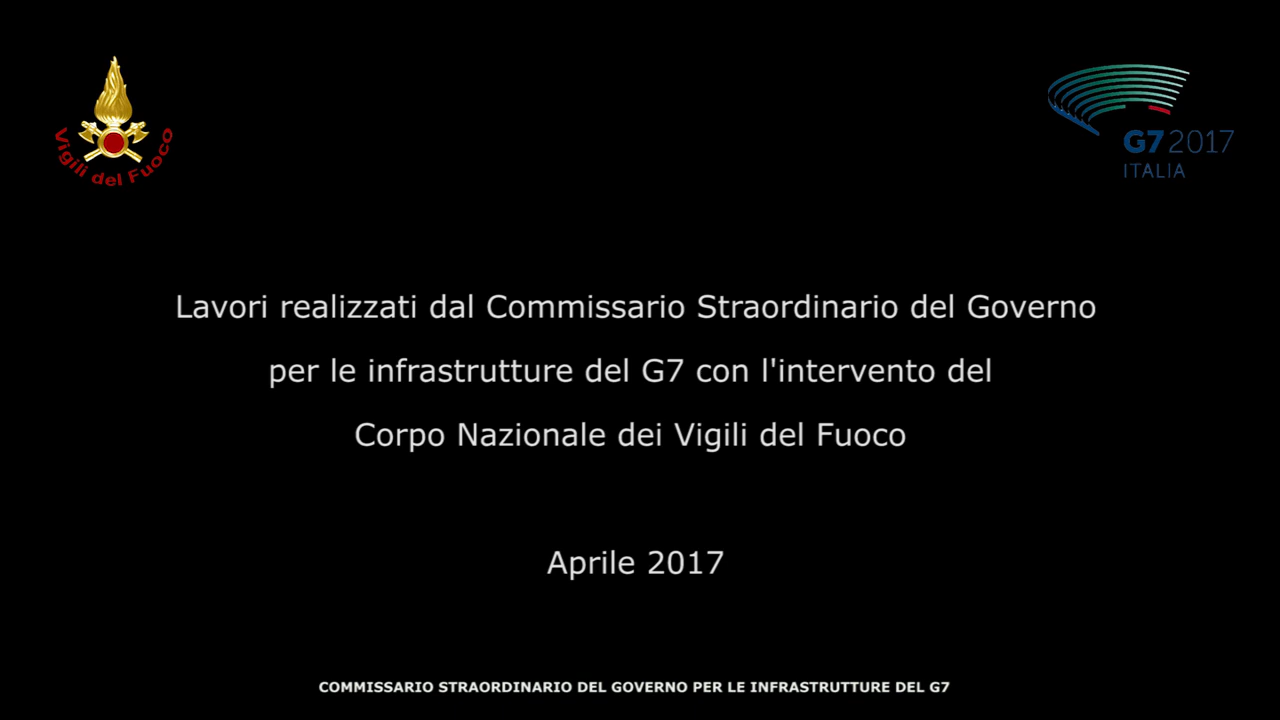 Vigili del Fuoco
G7 2017
ITALIA
Lavori realizzati dal Commissario Straordinario del Governo
per le infrastrutture del G7 con l'intervento del
Corpo Nazionale dei Vigili del Fuoco
Aprile 2017
COMMISSARIO STRAORDINARIO DEL GOVERNO PER LE INFRASTRUTTURE DEL G7